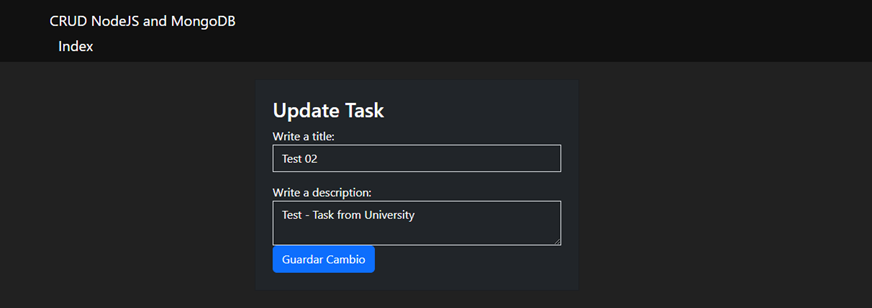 CRUD NodeJS and MongoDB
Index
Update Task
Write a title:
Test 02
Write a description:
Test - Task from University
Guardar Cambio